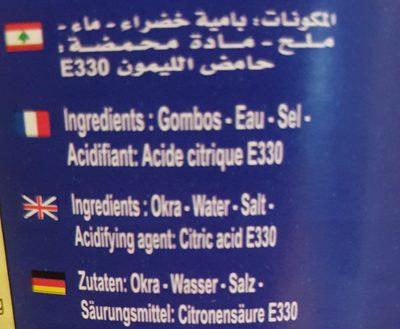 المكونات: بامية خضراء - ماء -
ملح - مادة محمضة:
حامض الليمون E330
Ingredients : Gombos - Eau - Sel -
Acidifiant: Acide citrique E330
Ingredients : Okra - Water - Salt -
Acidifying agent: Citric acid E330
Zutaten: Okra - Wasser - Salz -
Säurungsmittel: Citronensäure E330